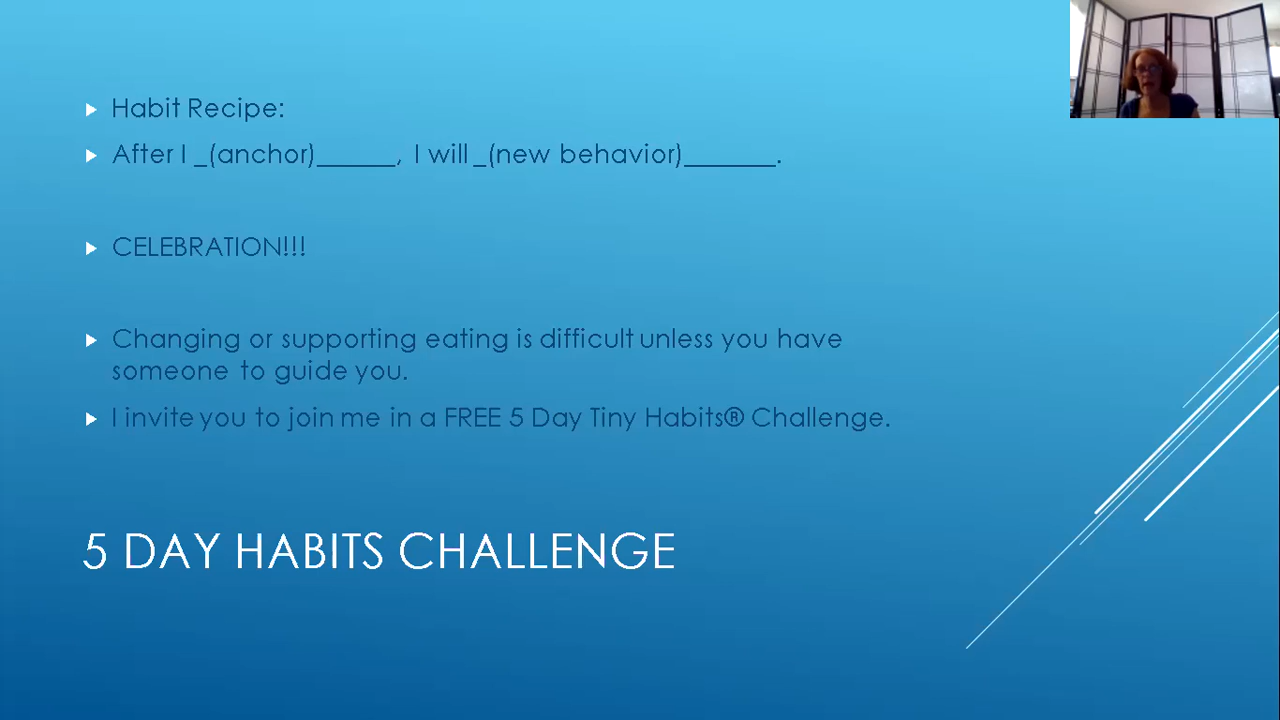 Habit Recipe:
After I _(anchor)______, I will _(new behavior)_______.
CELEBRATION!!!
Changing or supporting eating is difficult unless you have
someone to guide you.
I invite you to join me in a FREE 5 Day Tiny Habits® Challenge.
5 DAY HABITS CHALLENGE